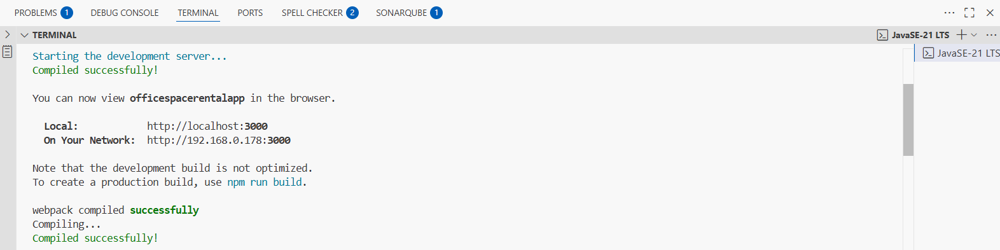 PROBLEMS 1 DEBUG CONSOLE TERMINAL PORTS SPELL CHECKER 2 SONARQUBE 1
TERMINAL JavaSE-21 LTS
JavaSE-21 LTS
Starting the development server...
Compiled successfully!
You can now view officespacerentalapp in the browser.
Local: http://localhost:3000
On Your Network: http://192.168.0.178:3000
Note that the development build is not optimized.
To create a production build, use npm run build.
webpack compiled successfully
Compiling...
Compiled successfully!